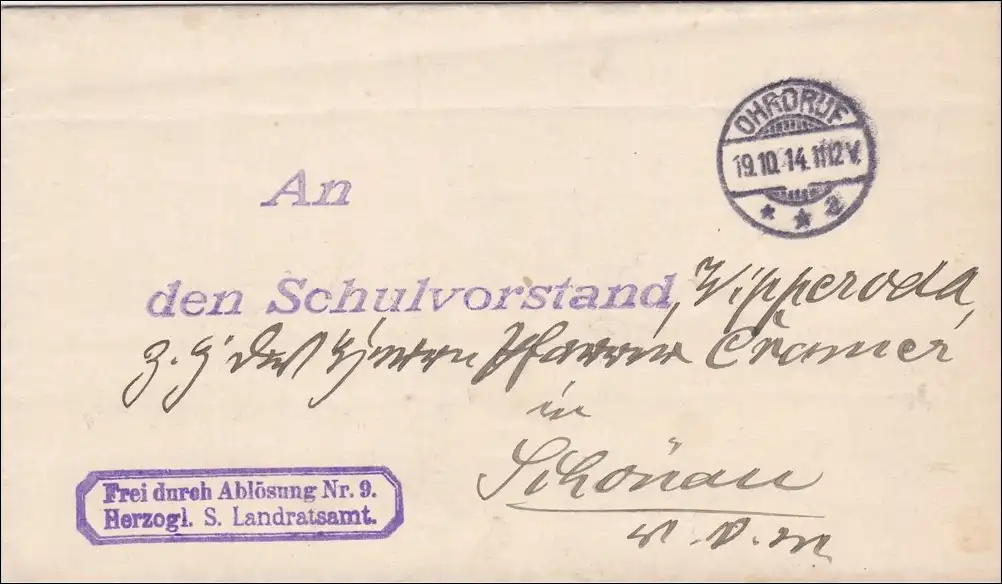 OHRDRUF
19.10.14.11-12V.
* * a
An
den Schulvorstand, Wipperoda,
z. H. des Herrn Pfarrer Cramer
in
Schönau
v. d. W.
Frei durch Ablösung Nr. 9.
Herzogl. S. Landratsamt.